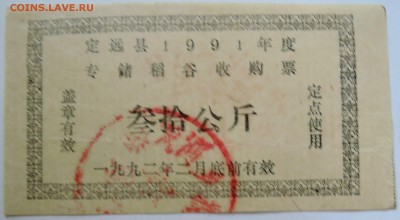 COINS.LAVE.RU
定远县1991年度
专储稻谷收购票
盖章有效
叁拾公斤
定点使用
一九九二年二月底前有效